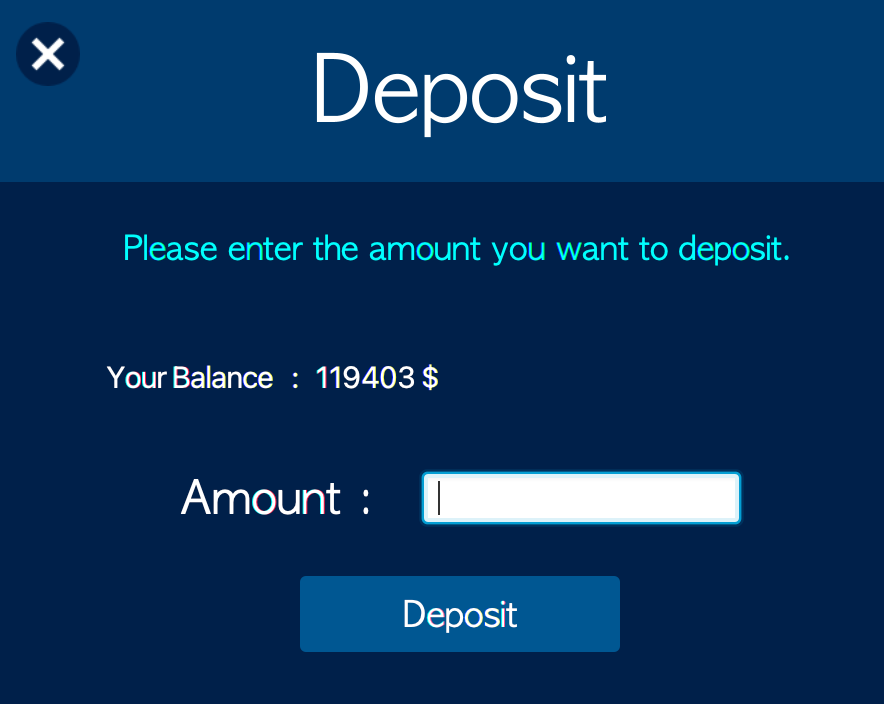 Deposit
Please enter the amount you want to deposit.
Your Balance : 119403 $
Amount :
Deposit